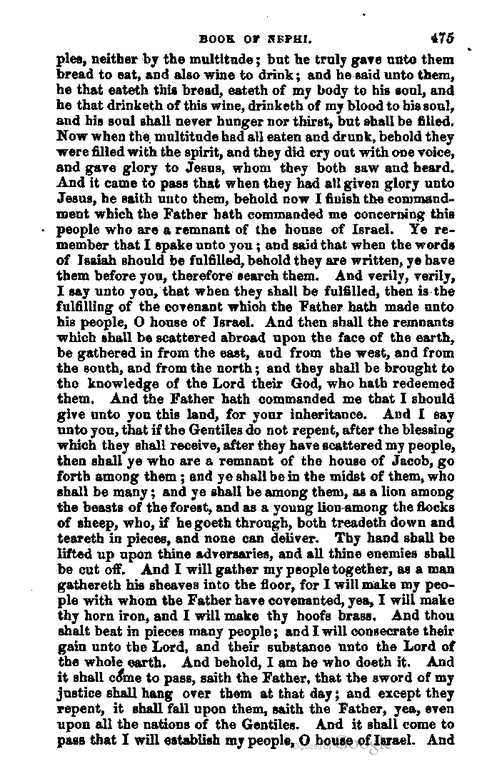 BOOK OF NEPHI. 475
ples, neither by the multitude; but he truly gave unto them
bread to eat, and also wine to drink; and he said unto them,
he that eateth this bread, eateth of my body to his soul, and
he that drinketh of this wine, drinketh of my blood to his soul,
and his soul shall never hunger nor thirst, but shall be filled.
Now when the multitude had all eaten and drunk, behold they
were filled with the spirit, and they did cry out with one voice,
and gave glory to Jesus, whom they both saw and heard.
And it came to pass that when they had all given glory unto
Jesus, he saith unto them, behold now I finish the command-
ment which the Father hath commanded me concerning this
people who are a remnant of the house of Israel. Ye re-
member that I spake unto you; and said that when the words
of Isaiah should be fulfilled, behold they are written, ye have
them before you, therefore search them. And verily, verily,
I say unto you, that when they shall be fulfilled, then is the
fulfilling of the covenant which the Father hath made unto
his people, O house of Israel. And then shall the remnants
which shall be scattered abroad upon the face of the earth,
be gathered in from the east, and from the west, and from
the south, and from the north; and they shall be brought to
the knowledge of the Lord their God, who hath redeemed
them. And the Father hath commanded me that I should
give unto you this land, for your inheritance. And I say
unto you, that if the Gentiles do not repent, after the blessing
which they shall receive, after they have scattered my people,
then shall ye who are a remnant of the house of Jacob, go
forth among them; and ye shall be in the midst of them, who
shall be many; and ye shall be among them, as a lion among
the beasts of the forest, and as a young lion among the flocks
of sheep, who, if he goeth through, both treadeth down and
teareth in pieces, and none can deliver. Thy hand shall be
lifted up upon thine adversaries, and all thine enemies shall
be cut off. And I will gather my people together, as a man
gathereth his sheaves into the floor, for I will make my peo-
ple with whom the Father have covenanted, yea, I will make
thy horn iron, and I will make thy hoofs brass. And thou
shalt beat in pieces many people; and I will consecrate their
gain unto the Lord, and their substance unto the Lord of
the whole earth. And behold, I am he who doeth it. And
it shall come to pass, saith the Father, that the sword of my
justice shall hang over them at that day; and except they
repent, it shall fall upon them, saith the Father, yea, even
upon all the nations of the Gentiles. And it shall come to
pass that I will establish my people, O house of Israel. And